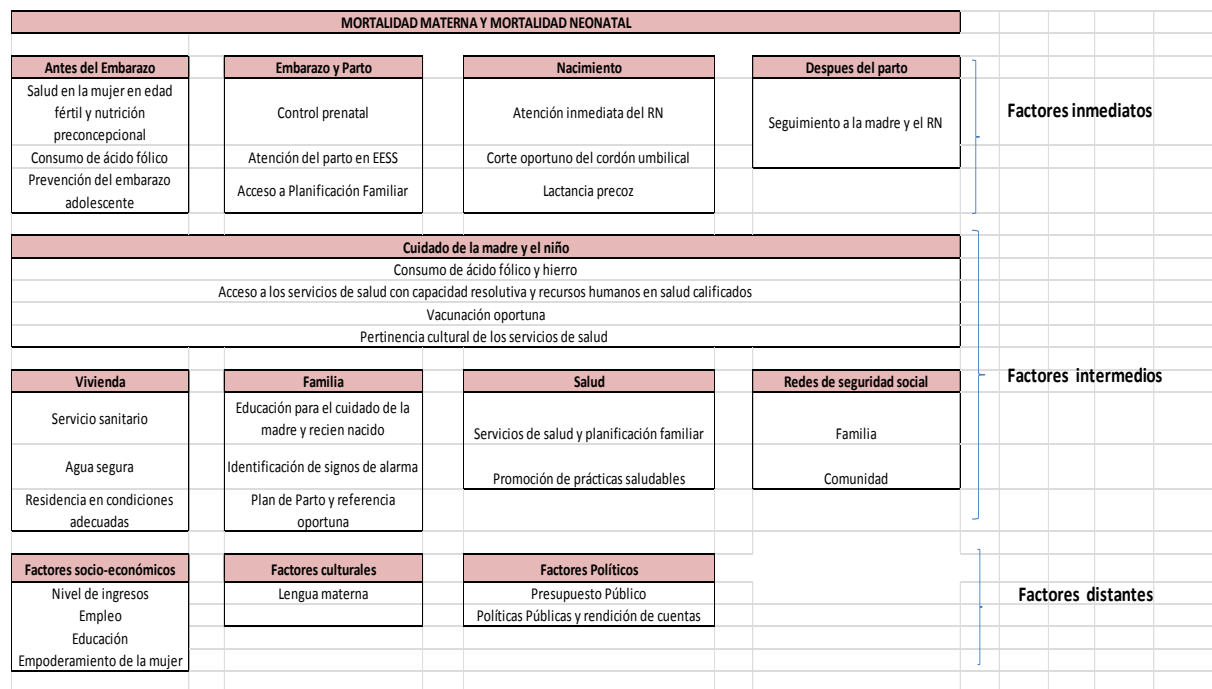 MORTALIDAD MATERNA Y MORTALIDAD NEONATAL
Antes del Embarazo
Salud en la mujer en edad
fértil y nutrición
preconcepcional
Consumo de ácido fólico
Prevención del embarazo
adolescente
Embarazo y Parto
Control prenatal
Atención del parto en EESS
Acceso a Planificación Familiar
Nacimiento
Atención inmediata del RN
Corte oportuno del cordón umbilical
Lactancia precoz
Despues del parto
Seguimiento a la madre y el RN
Factores inmediatos
Cuidado de la madre y el niño
Consumo de ácido fólico y hierro
Acceso a los servicios de salud con capacidad resolutiva y recursos humanos en salud calificados
Vacunación oportuna
Pertinencia cultural de los servicios de salud
Vivienda
Servicio sanitario
Agua segura
Residencia en condiciones
adecuadas
Familia
Educación para el cuidado de la
madre y recien nacido
Identificación de signos de alarma
Plan de Parto y referencia
oportuna
Salud
Servicios de salud y planificación familiar
Promoción de prácticas saludables
Redes de seguridad social
Familia
Comunidad
Factores intermedios
Factores socio-económicos
Nivel de ingresos
Empleo
Educación
Empoderamiento de la mujer
Factores culturales
Lengua materna
Factores Políticos
Presupuesto Público
Políticas Públicas y rendición de cuentas
Factores distantes